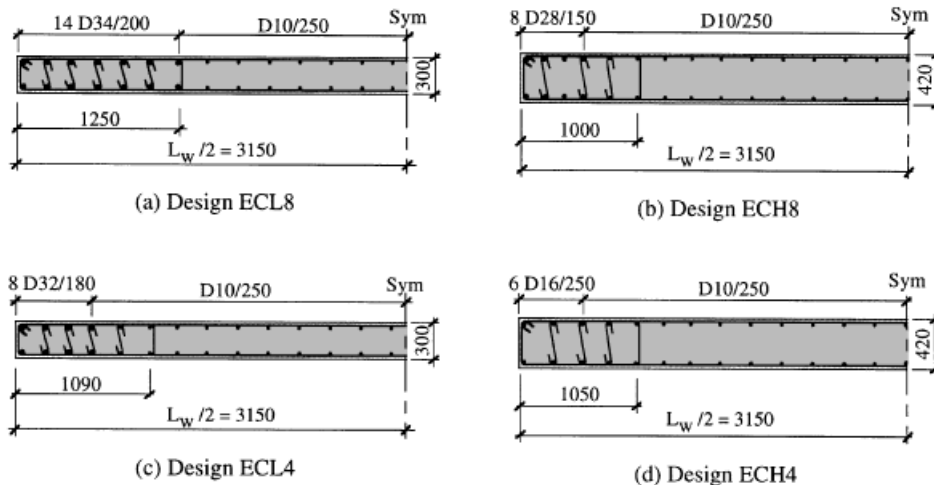 14 D34/200 D10/250 Sym
300
1250
L_w /2 = 3150
(a) Design ECL8
8 D28/150 D10/250 Sym
420
1000
L_w /2 = 3150
(b) Design ECH8
8 D32/180 D10/250 Sym
300
1090
L_w /2 = 3150
(c) Design ECL4
6 D16/250 D10/250 Sym
420
1050
L_w /2 = 3150
(d) Design ECH4